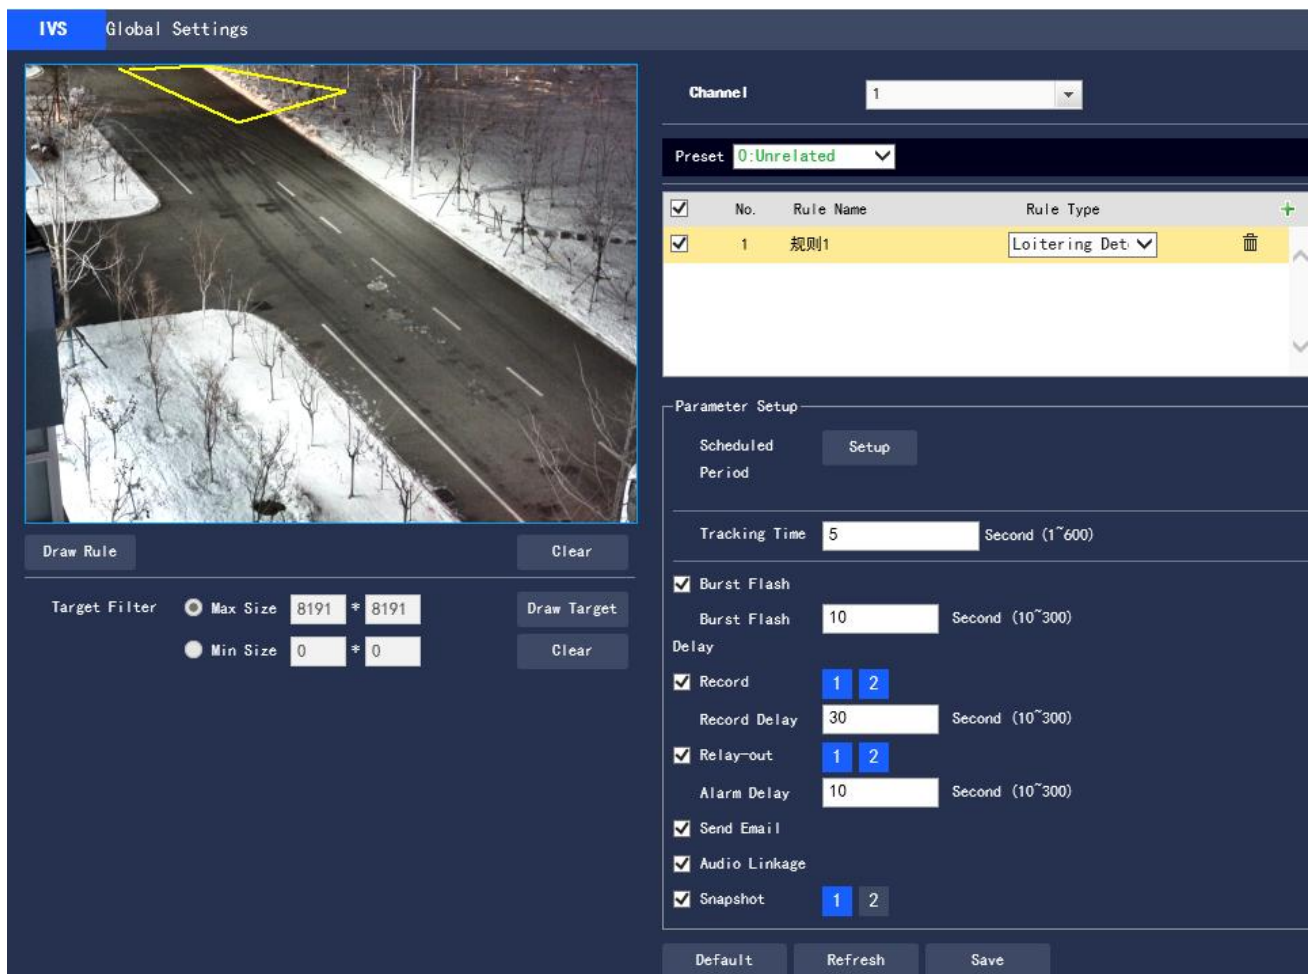 IVS Global Settings
Channel 1
Preset 0:Unrelated
No. Rule Name Rule Type
1 规则1 Loitering Det
Parameter Setup
Scheduled Period Setup
Tracking Time 5 Second (1~600)
Draw Rule Clear
Target Filter Max Size 8191 * 8191 Draw Target
Min Size 0 * 0 Clear
Burst Flash
Burst Flash Delay 10 Second (10~300)
Record 1 2
Record Delay 30 Second (10~300)
Relay-out 1 2
Alarm Delay 10 Second (10~300)
Send Email
Audio Linkage
Snapshot 1 2
Default Refresh Save